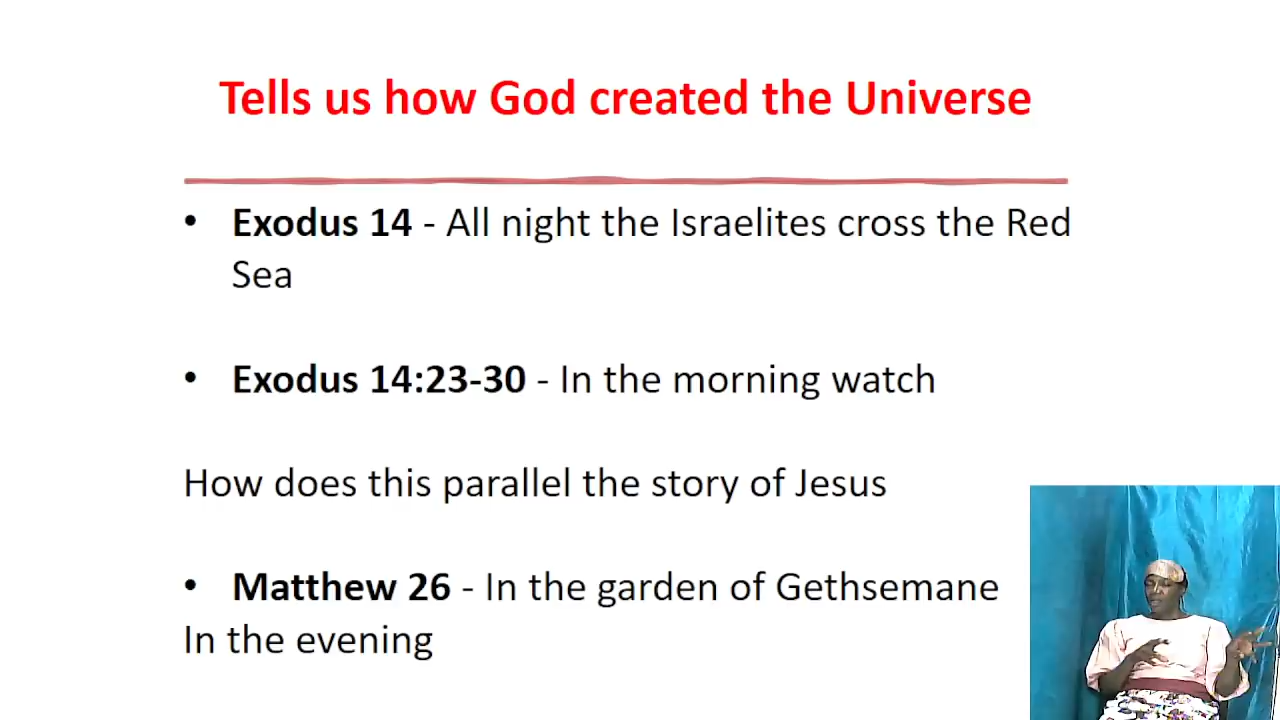 Tells us how God created the Universe
• Exodus 14 - All night the Israelites cross the Red
Sea
• Exodus 14:23-30 - In the morning watch
How does this parallel the story of Jesus
• Matthew 26 - In the garden of Gethsemane
In the evening